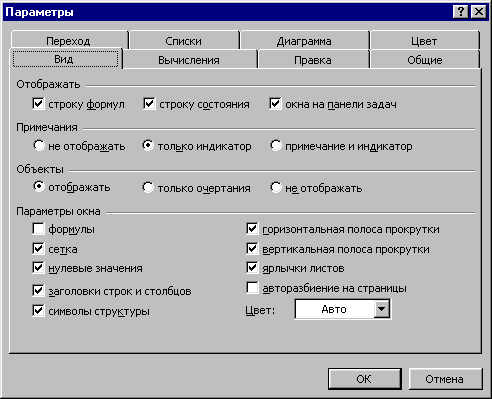 Параметры
Переход Списки Диаграмма Цвет
Вид Вычисления Правка Общие
Отображать
строку формул строку состояния окна на панели задач
Примечания
не отображать только индикатор примечание и индикатор
Объекты
отображать только очертания не отображать
Параметры окна
формулы горизонтальная полоса прокрутки
сетка вертикальная полоса прокрутки
нулевые значения ярлычки листов
заголовки строк и столбцов авторазбиение на страницы
символы структуры Цвет: Авто
OK Отмена